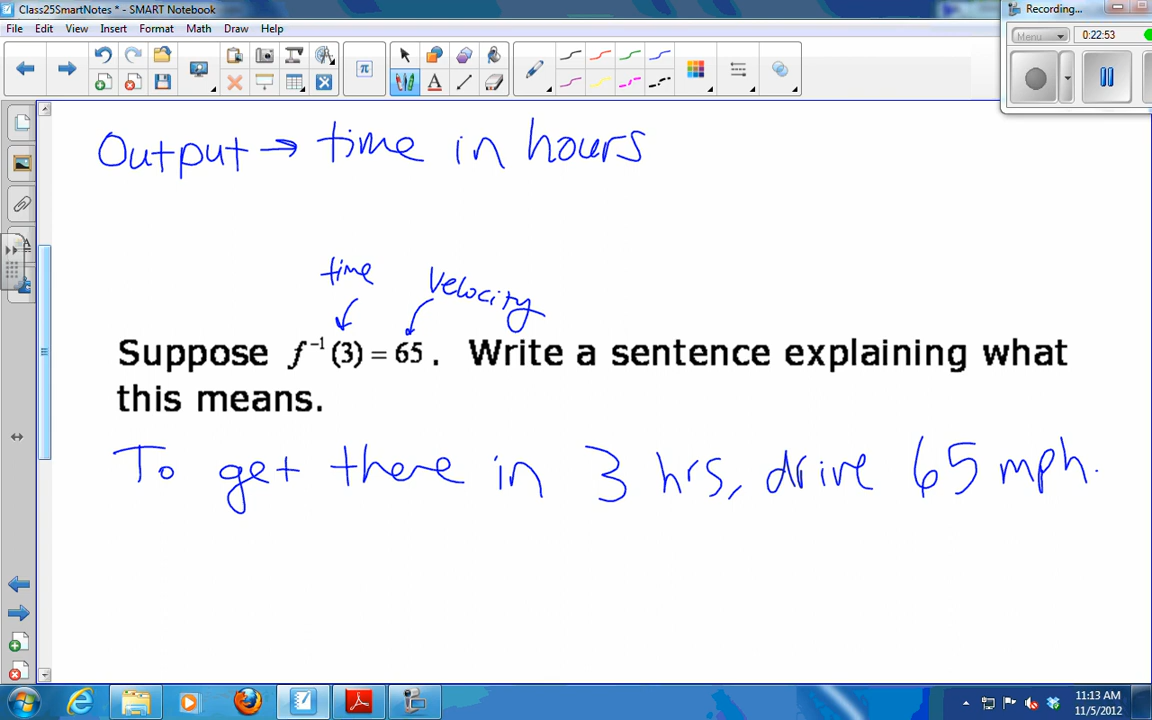 Class25SmartNotes * - SMART Notebook
Recording...
File Edit View Insert Format Math Draw Help
Menu
0:22:53
Output → time in hours
time
velocity
Suppose f⁻¹(3) = 65. Write a sentence explaining what
this means.
To get there in 3 hrs, drive 65 mph.
11:13 AM
11/5/2012